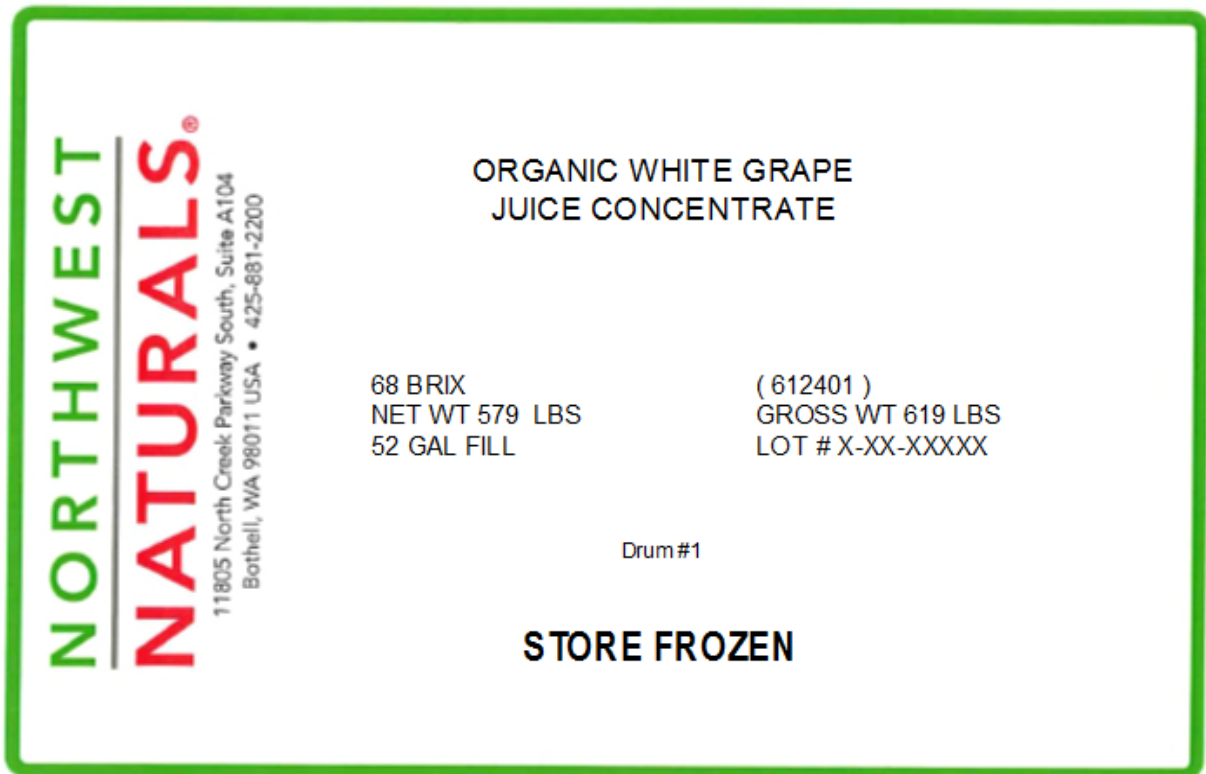 NORTHWEST
NATURALS®
11805 North Creek Parkway South, Suite A104
Bothell, WA 98011 USA • 425-881-2200
ORGANIC WHITE GRAPE
JUICE CONCENTRATE
68 BRIX
NET WT 579 LBS
52 GAL FILL
( 612401 )
GROSS WT 619 LBS
LOT # X-XX-XXXXX
Drum #1
STORE FROZEN